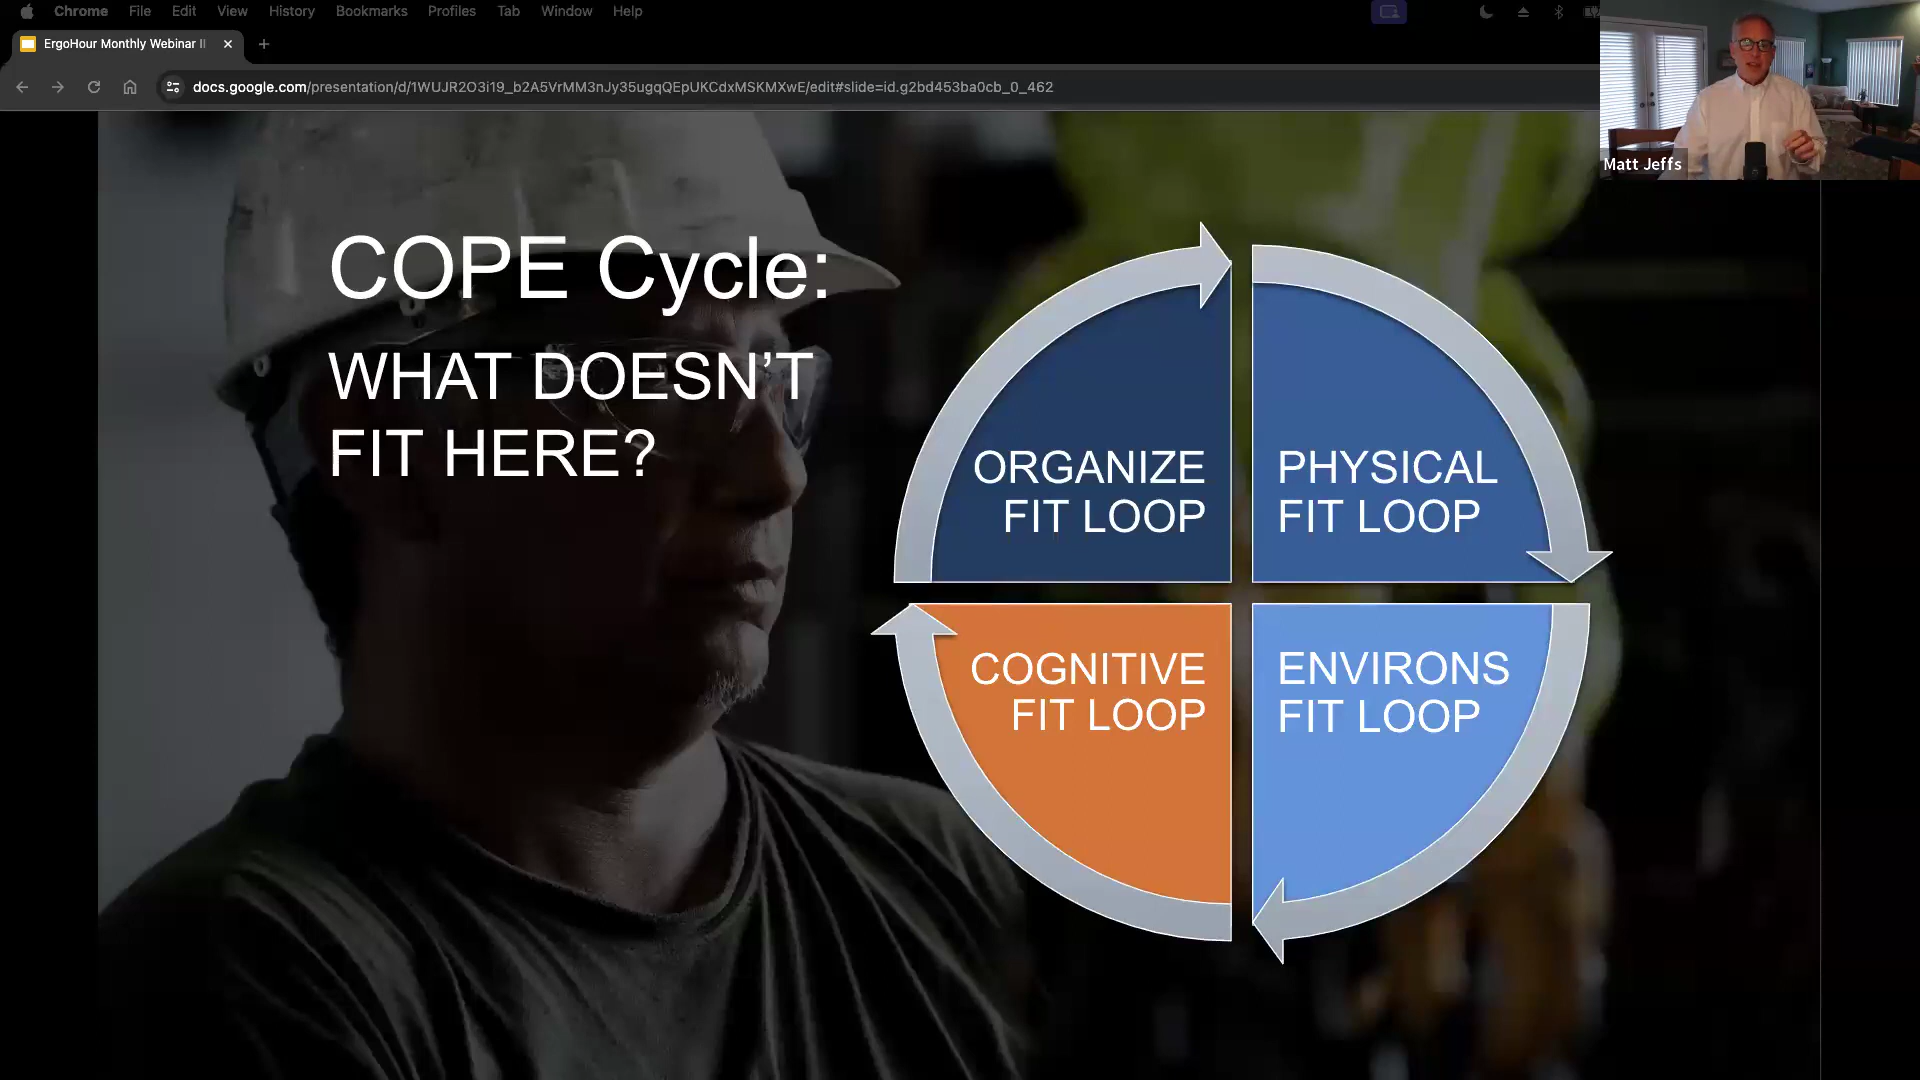 Chrome File Edit View History Bookmarks Profiles Tab Window Help
ErgoHour Monthly Webinar
docs.google.com/presentation/d/1WUJR2O3i19_b2A5VrMM3nJy35ugqQEpUKCdxMSKMXwE/edit#slide=id.g2bd453ba0cb_0_462
Matt Jeffs
COPE Cycle:
WHAT DOESN’T
FIT HERE?
ORGANIZE
FIT LOOP
PHYSICAL
FIT LOOP
COGNITIVE
FIT LOOP
ENVIRONS
FIT LOOP